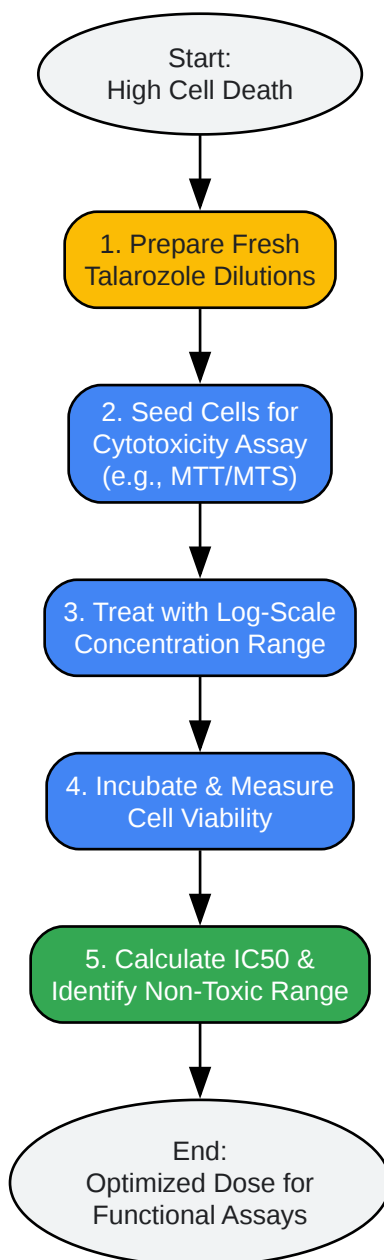 Start:
High Cell Death
1. Prepare Fresh
Talarozole Dilutions
2. Seed Cells for
Cytotoxicity Assay
(e.g., MTT/MTS)
3. Treat with Log-Scale
Concentration Range
4. Incubate & Measure
Cell Viability
5. Calculate IC50 &
Identify Non-Toxic Range
End:
Optimized Dose for
Functional Assays